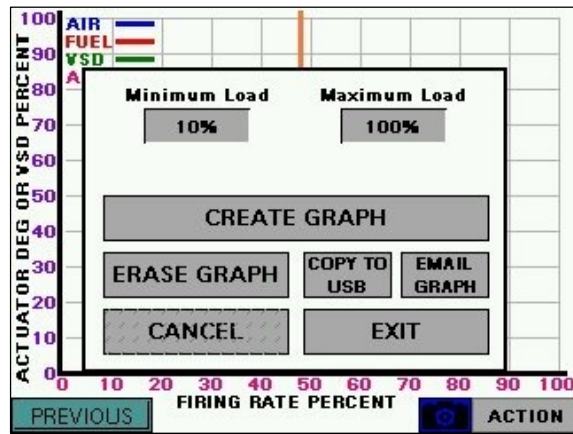 100
AIR
FUEL
VSD
A
90
80
70
60
50
40
30
20
10
0
ACTUATOR DEG OR VSD PERCENT
Minimum Load Maximum Load
10% 100%
CREATE GRAPH
ERASE GRAPH
COPY TO
USB
EMAIL
GRAPH
CANCEL EXIT
0 10 20 30 40 50 60 70 80 90 100
FIRING RATE PERCENT
PREVIOUS ACTION